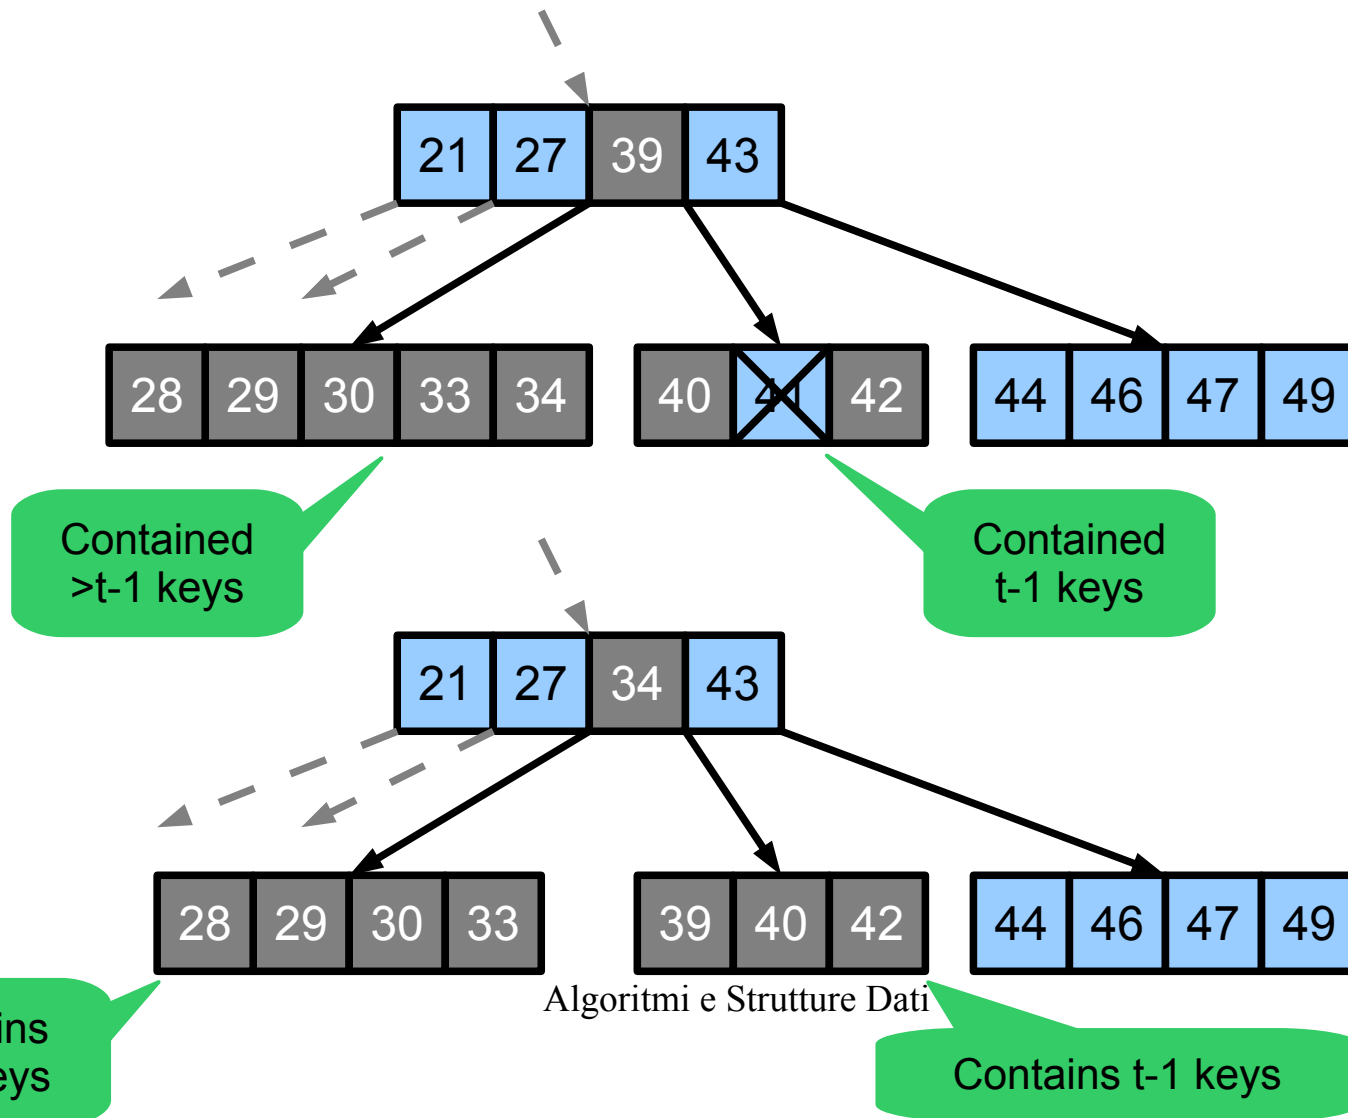 21 27 39 43
28 29 30 33 34 40 41 42 44 46 47 49
Contained
>t-1 keys
Contained
t-1 keys
21 27 34 43
28 29 30 33 39 40 42 44 46 47 49
Algoritmi e Strutture Dati
Contains t-1 keys